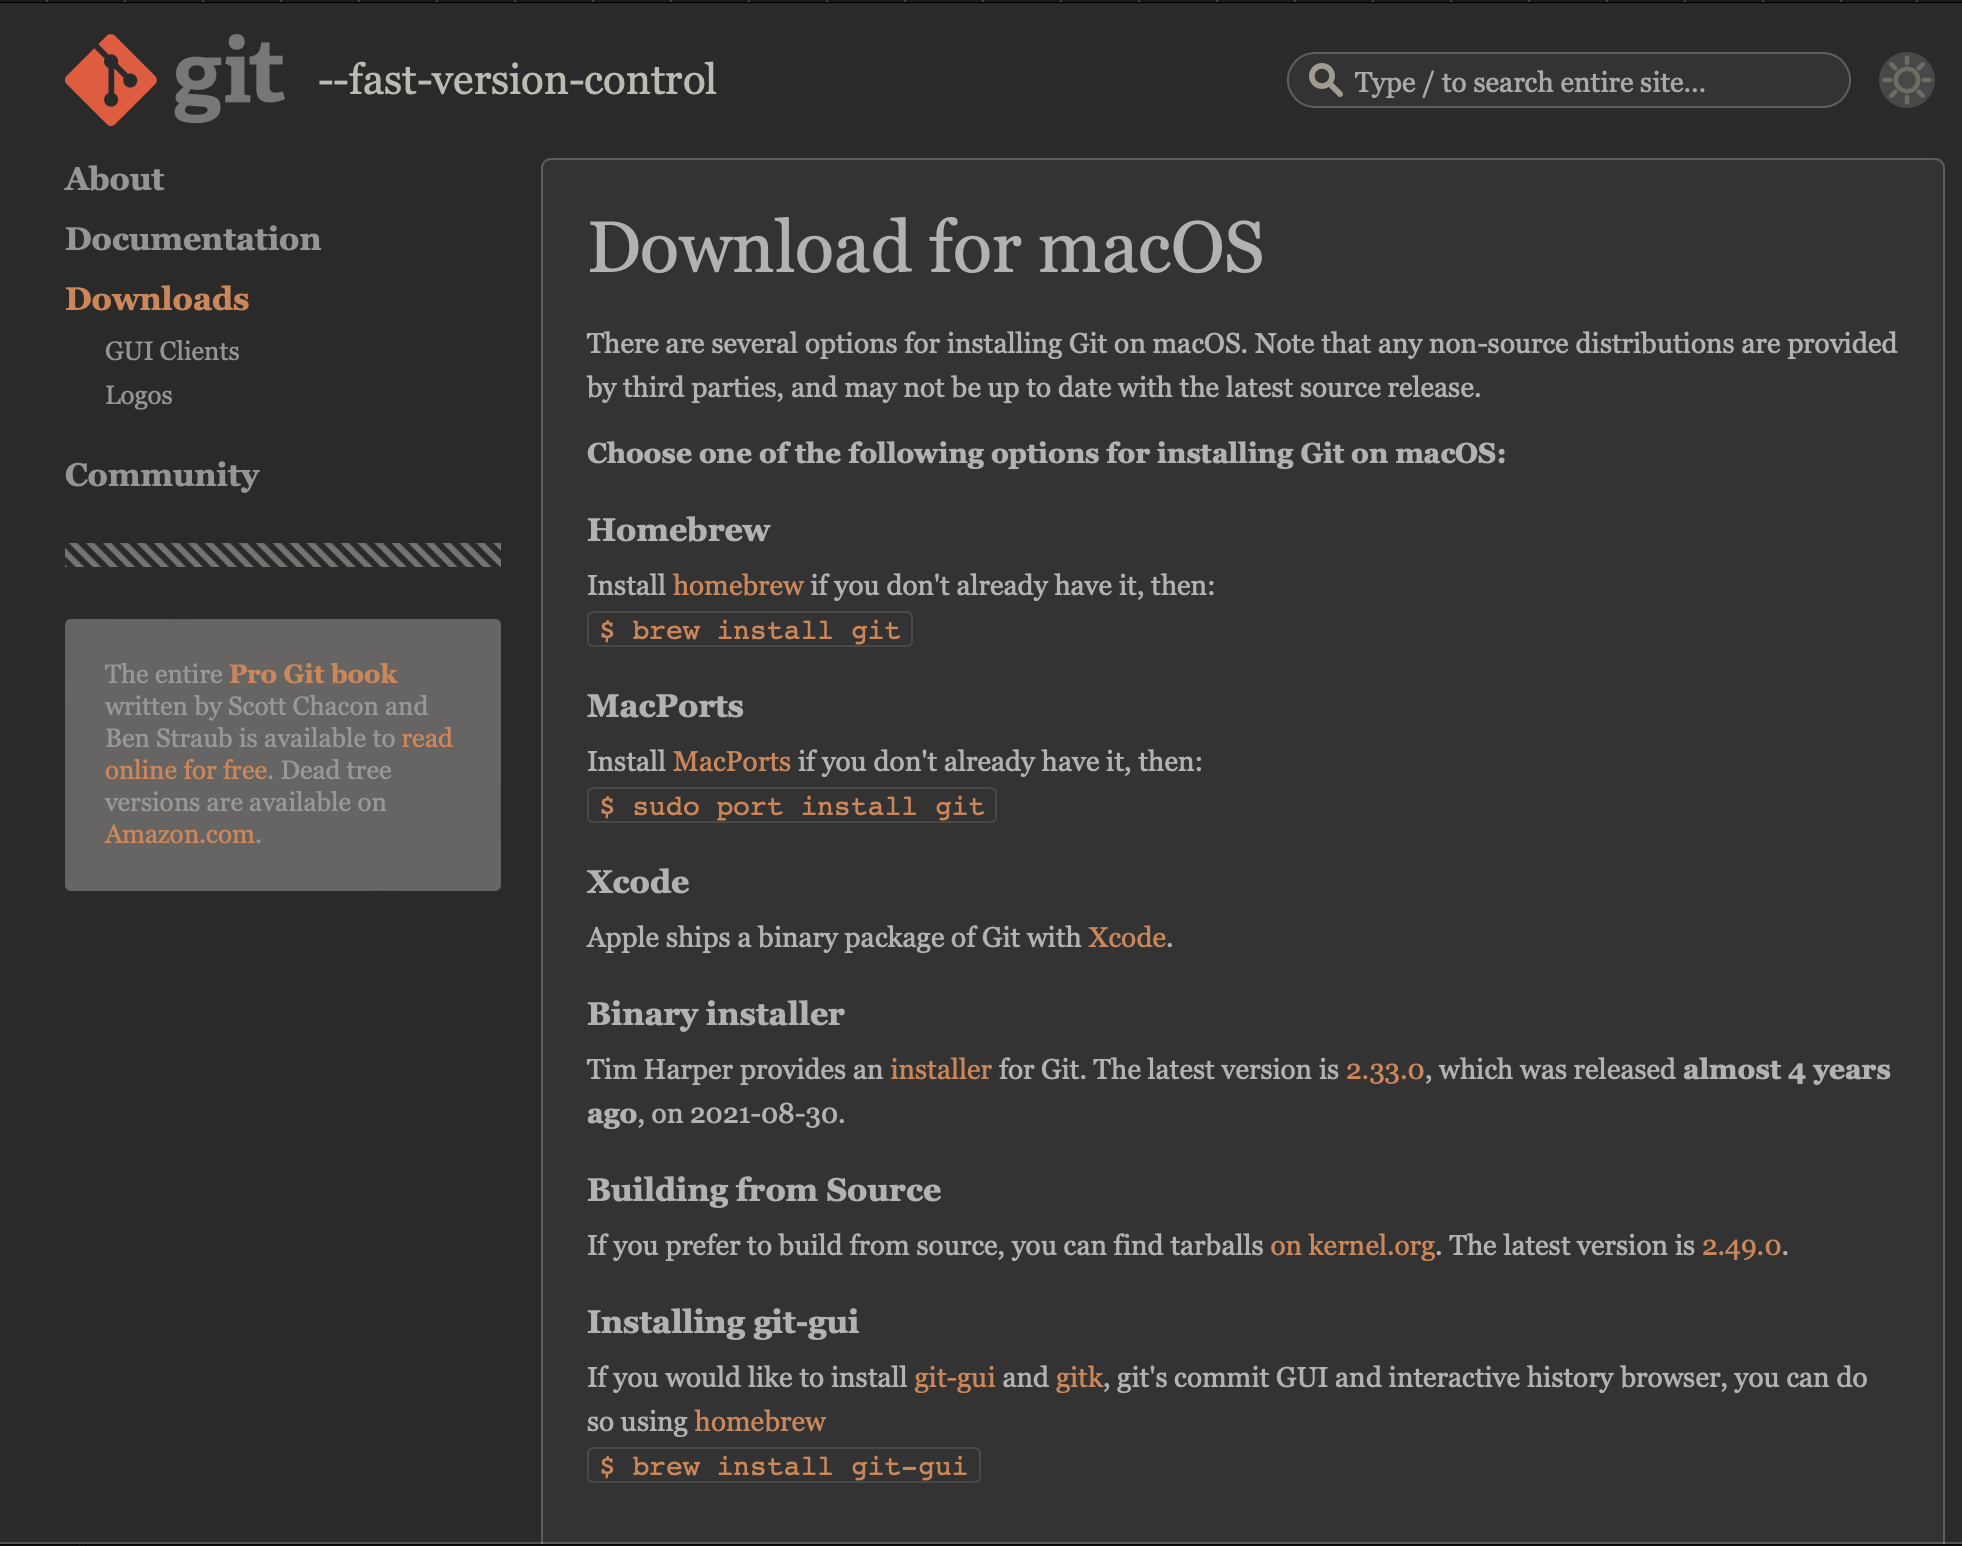 git --fast-version-control
Type / to search entire site...
About
Documentation
Downloads
GUI Clients
Logos
Community
The entire Pro Git book
written by Scott Chacon and
Ben Straub is available to read
online for free. Dead tree
versions are available on
Amazon.com.
Download for macOS
There are several options for installing Git on macOS. Note that any non-source distributions are provided
by third parties, and may not be up to date with the latest source release.
Choose one of the following options for installing Git on macOS:
Homebrew
Install homebrew if you don't already have it, then:
$ brew install git
MacPorts
Install MacPorts if you don't already have it, then:
$ sudo port install git
Xcode
Apple ships a binary package of Git with Xcode.
Binary installer
Tim Harper provides an installer for Git. The latest version is 2.33.0, which was released almost 4 years
ago, on 2021-08-30.
Building from Source
If you prefer to build from source, you can find tarballs on kernel.org. The latest version is 2.49.0.
Installing git-gui
If you would like to install git-gui and gitk, git's commit GUI and interactive history browser, you can do
so using homebrew
$ brew install git-gui